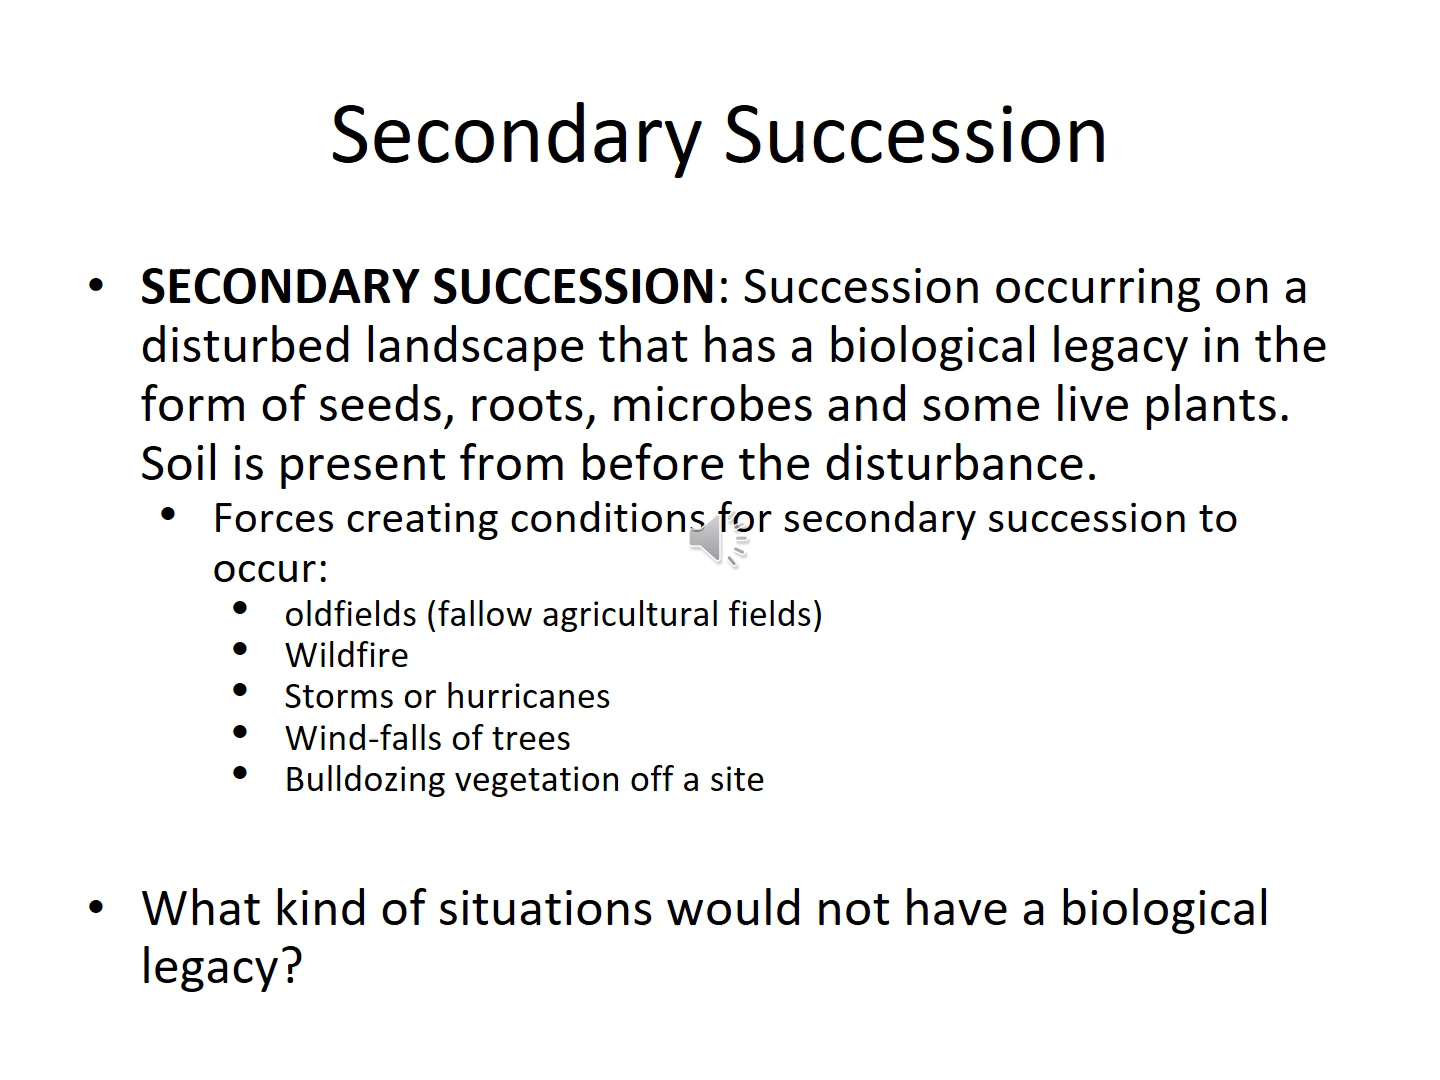 Secondary Succession
• SECONDARY SUCCESSION: Succession occurring on a
disturbed landscape that has a biological legacy in the
form of seeds, roots, microbes and some live plants.
Soil is present from before the disturbance.
• Forces creating conditions for secondary succession to
occur:
• oldfields (fallow agricultural fields)
• Wildfire
• Storms or hurricanes
• Wind-falls of trees
• Bulldozing vegetation off a site
• What kind of situations would not have a biological
legacy?